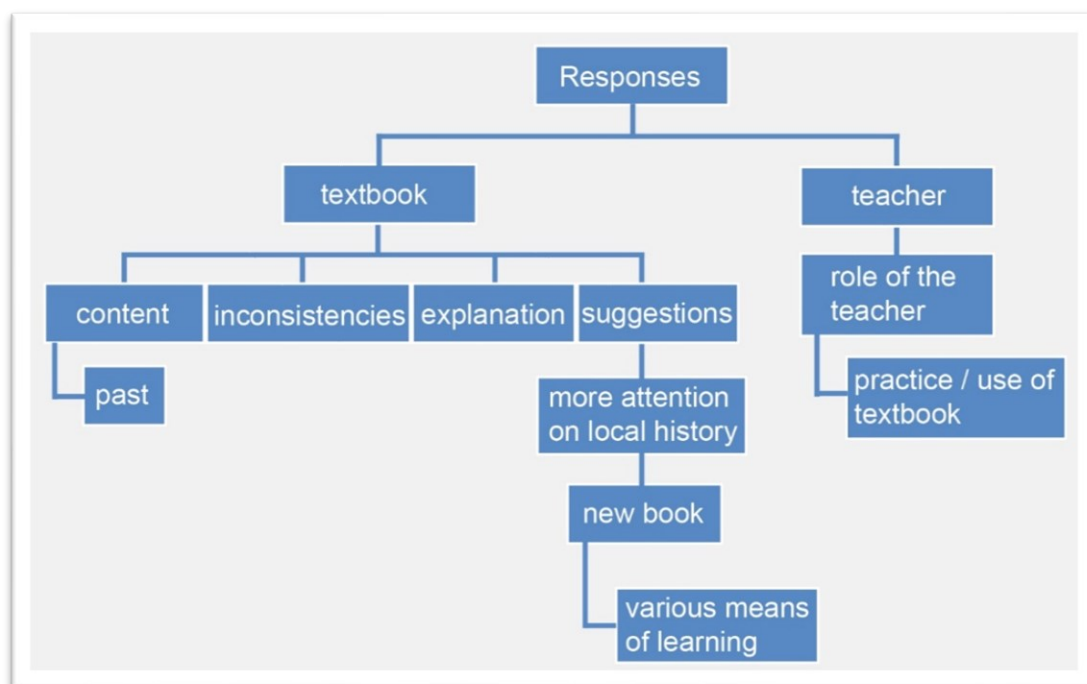 Responses
textbook
teacher
content
inconsistencies
explanation
suggestions
role of the
teacher
past
more attention
on local history
practice / use of
textbook
new book
various means
of learning